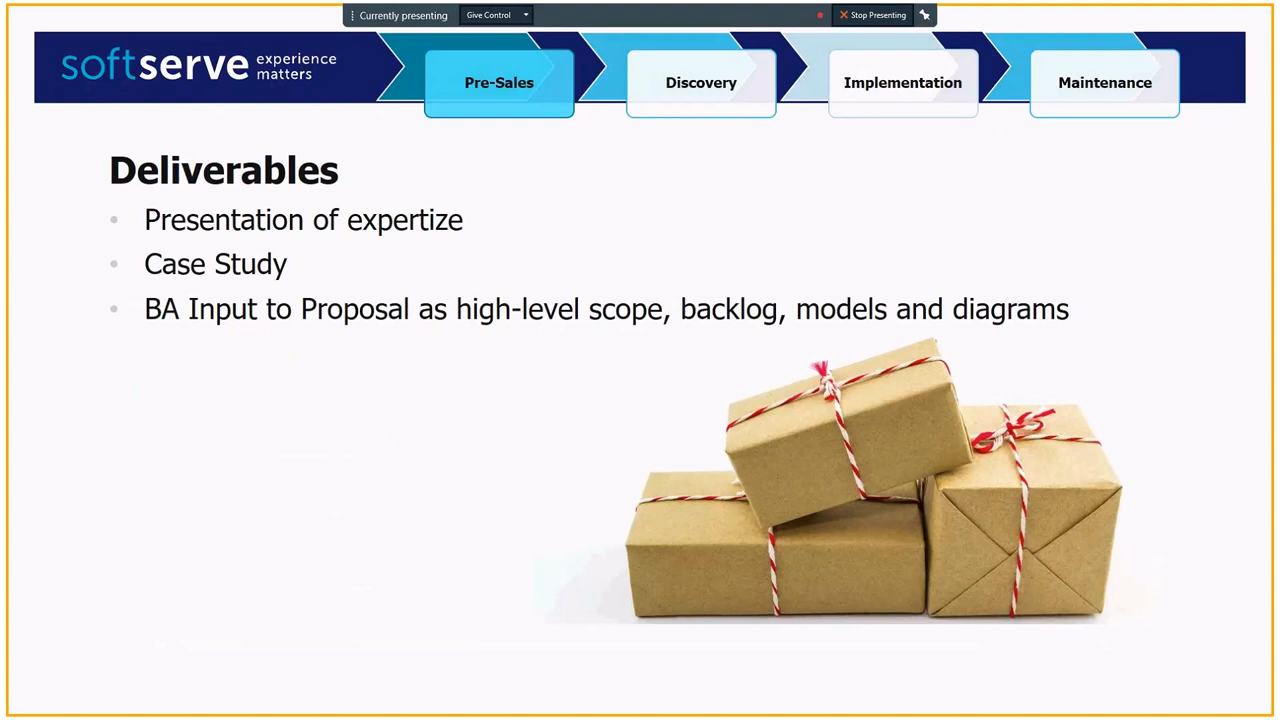 Currently presenting Give Control Stop Presenting
softserve experience matters
Pre-Sales Discovery Implementation Maintenance
Deliverables
• Presentation of expertize
• Case Study
• BA Input to Proposal as high-level scope, backlog, models and diagrams